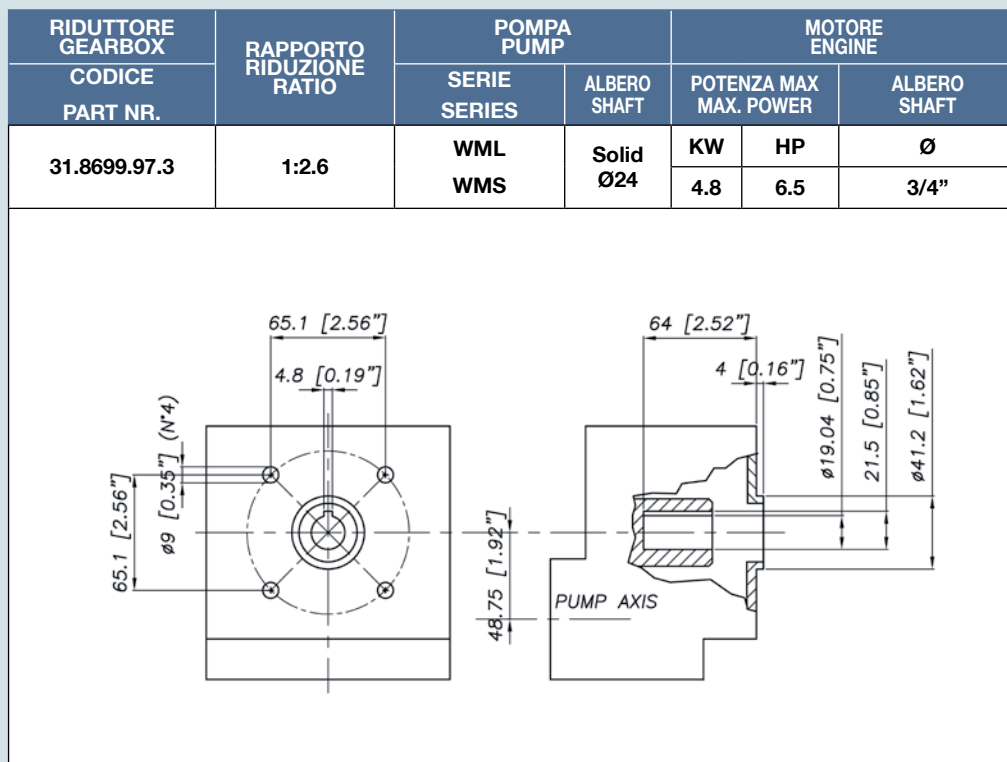 RIDUTTORE
GEARBOX
RAPPORTO
RIDUZIONE
RATIO
POMPA
PUMP
MOTORE
ENGINE
CODICE
PART NR.
SERIE
SERIES
ALBERO
SHAFT
POTENZA MAX
MAX. POWER
ALBERO
SHAFT
31.8699.97.3
1:2.6
WML
WMS
Solid
Ø24
KW
HP
Ø
4.8
6.5
3/4”
65.1 [2.56”]
4.8 [0.19”]
ø9 [0.35”] (N°4)
65.1 [2.56”]
48.75 [1.92”]
64 [2.52”]
4 [0.16”]
ø19.04 [0.75”]
21.5 [0.85”]
ø41.2 [1.62”]
PUMP AXIS